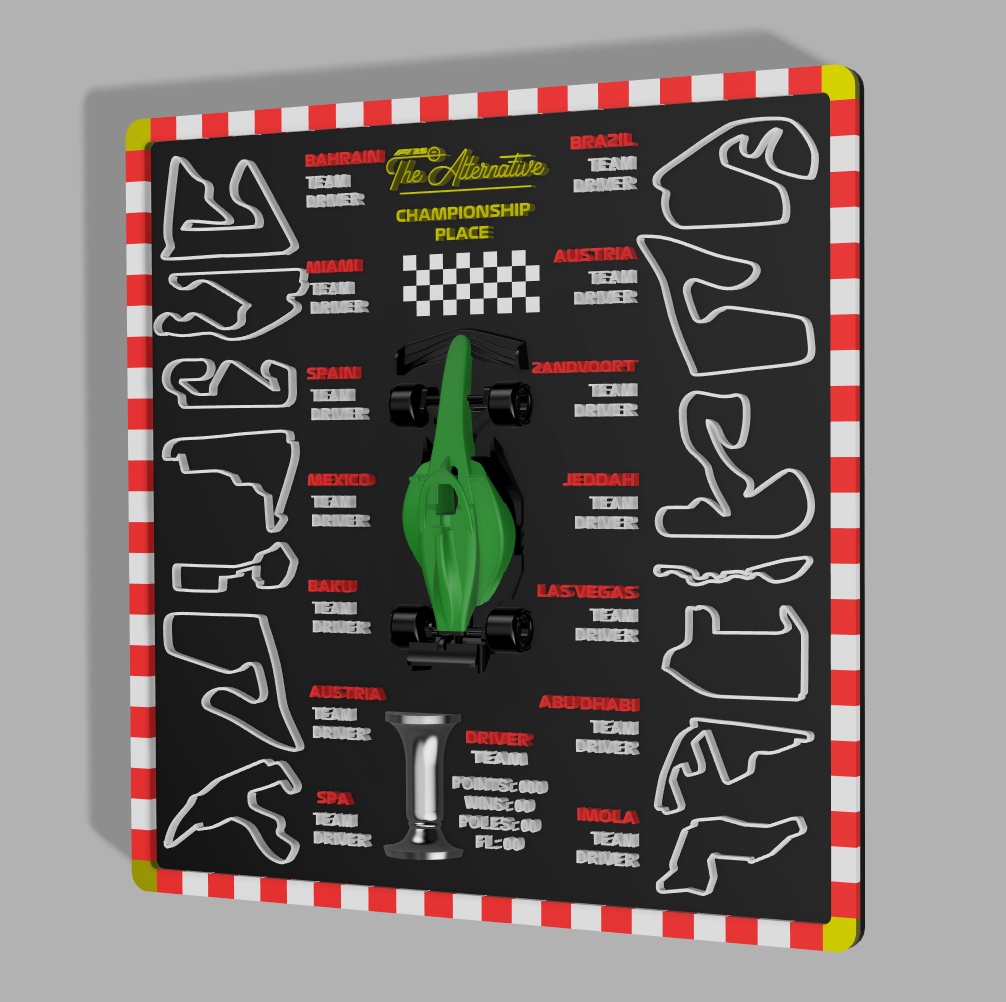 BAHRAIN
TEAM
DRIVER
MIAMI
TEAM
DRIVER
SPAIN
TEAM
DRIVER
MEXICO
TEAM
DRIVER
BAKU
TEAM
DRIVER
AUSTRIA
TEAM
DRIVER
SPA
TEAM
DRIVER
F1 25
The Alternative
CHAMPIONSHIP
PLACE
DRIVER
TEAM
POINTS: 000
WINS: 00
POLES: 00
FL: 00
BRAZIL
TEAM
DRIVER
AUSTRIA
TEAM
DRIVER
ZANDVOORT
TEAM
DRIVER
JEDDAH
TEAM
DRIVER
LAS VEGAS
TEAM
DRIVER
ABU DHABI
TEAM
DRIVER
IMOLA
TEAM
DRIVER